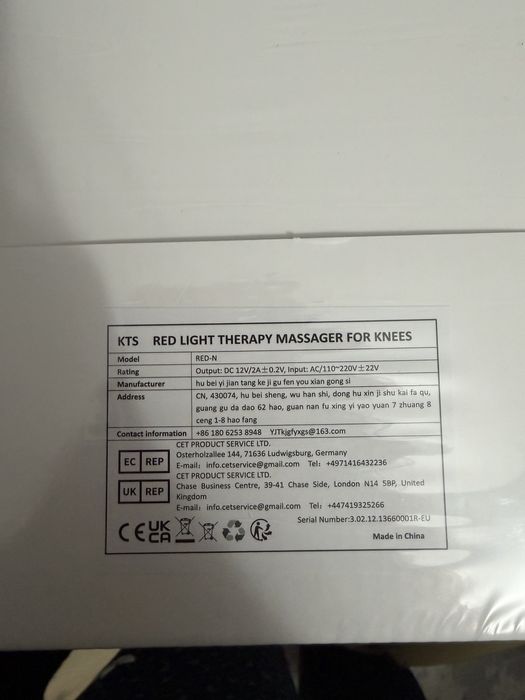 KTS RED LIGHT THERAPY MASSAGER FOR KNEES
Model RED-N
Rating Output: DC 12V/2A±0.2V, Input: AC/110~220V±22V
Manufacturer hu bei yi jian tang ke ji gu fen you xian gong si
Address CN, 430074, hu bei sheng, wu han shi, dong hu xin ji shu kai fa qu,
guang gu da dao 62 hao, guan nan fu xing yi yao yuan 7 zhuang 8
ceng 1-8 hao fang
Contact information +86 180 6253 8948 YJTkjgfyxgs@163.com
EC REP
CET PRODUCT SERVICE LTD.
Osterholzallee 144, 71636 Ludwigsburg, Germany
E-mail: info.cetservice@gmail.com Tel: +4971416432236
UK REP
CET PRODUCT SERVICE LTD.
Chase Business Centre, 39-41 Chase Side, London N14 5BP, United
Kingdom
E-mail: info.cetservice@gmail.com Tel: +447419325266
CE UK CA
Serial Number:3.02.12.13660001R-EU
Made in China